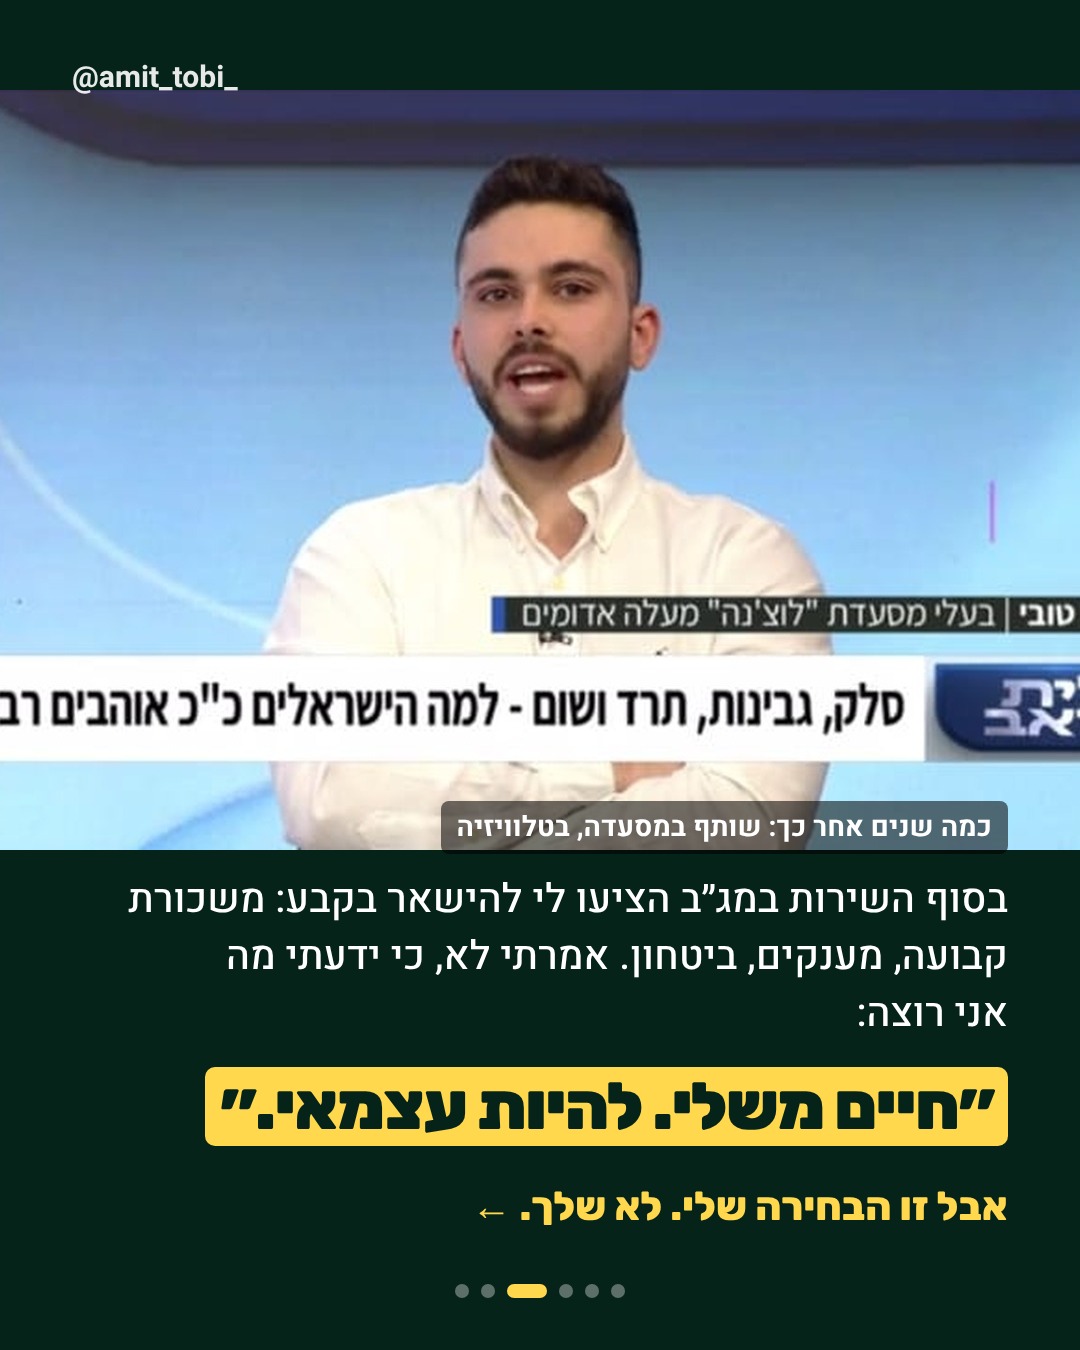 @amit_tobi_
טובי | בעלי מסעדת "לוצ'נה" מעלה אדומים
סלק, גבינות, תרד ושום - למה הישראלים כ"כ אוהבים
כמה שנים אחר כך: שותף במסעדה, בטלוויזיה
בסוף השירות במג״ב הציעו לי להישאר בקבע: משכורת
קבועה, מענקים, ביטחון. אמרתי לא, כי ידעתי מה
אני רוצה:
״חיים משלי. להיות עצמאי.״
אבל זו הבחירה שלי. לא שלך. ←